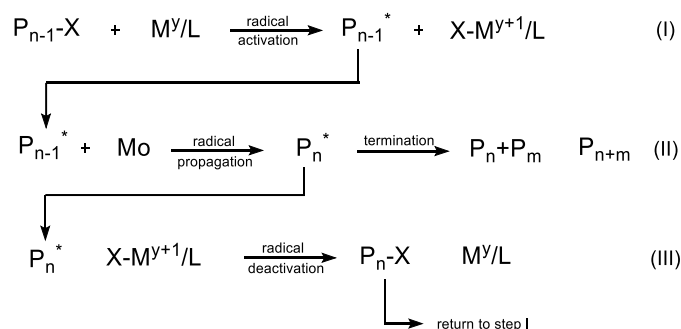 Pn-1-X + My/L radical activation Pn-1* + X-My+1/L (I)
Pn-1* + Mo radical propagation Pn* termination Pn+Pm Pn+m (II)
Pn* X-My+1/L radical deactivation Pn-X My/L (III)
return to step I